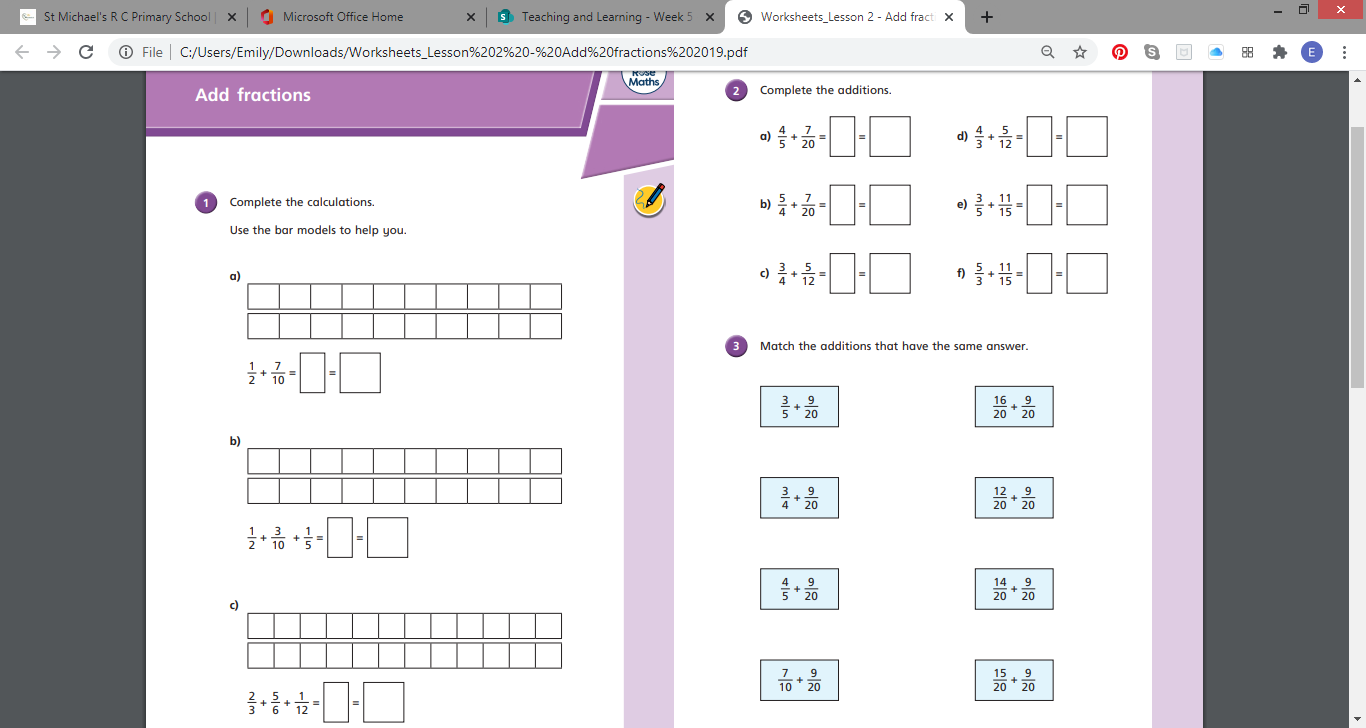 St Michael's R C Primary School
Microsoft Office Home
Teaching and Learning - Week 5
Worksheets_Lesson 2 - Add fract
File
C:/Users/Emily/Downloads/Worksheets_Lesson%202%20-%20Add%20fractions%202019.pdf
E
Rose
Maths
Add fractions
1 Complete the calculations.
Use the bar models to help you.
a)
1/2 + 7/10 = =
b)
1/2 + 3/10 + 1/5 = =
c)
2/3 + 5/6 + 1/12 = =
2 Complete the additions.
a) 4/5 + 7/20 = =
d) 4/3 + 5/12 = =
b) 5/4 + 7/20 = =
e) 3/5 + 11/15 = =
c) 3/4 + 5/12 = =
f) 5/3 + 11/15 = =
3 Match the additions that have the same answer.
3/5 + 9/20
16/20 + 9/20
3/4 + 9/20
12/20 + 9/20
4/5 + 9/20
14/20 + 9/20
7/10 + 9/20
15/20 + 9/20